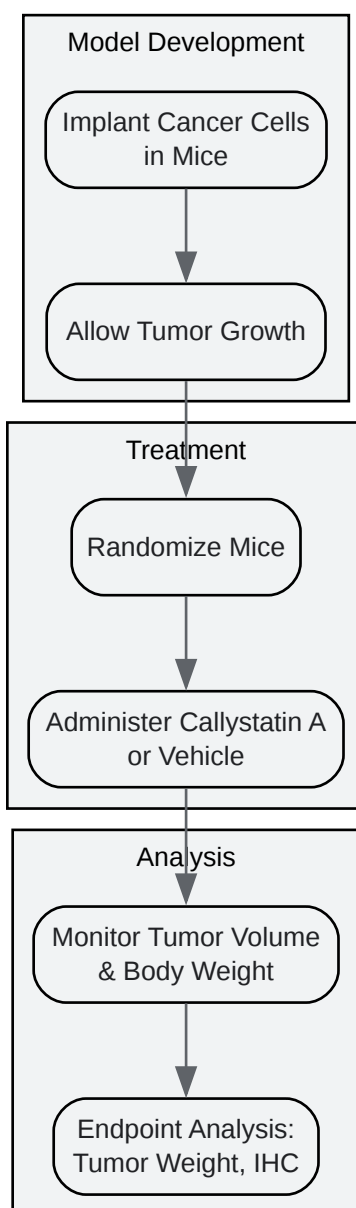 Model Development
Implant Cancer Cells
in Mice
Allow Tumor Growth
Treatment
Randomize Mice
Administer Callystatin A
or Vehicle
Analysis
Monitor Tumor Volume
& Body Weight
Endpoint Analysis:
Tumor Weight, IHC